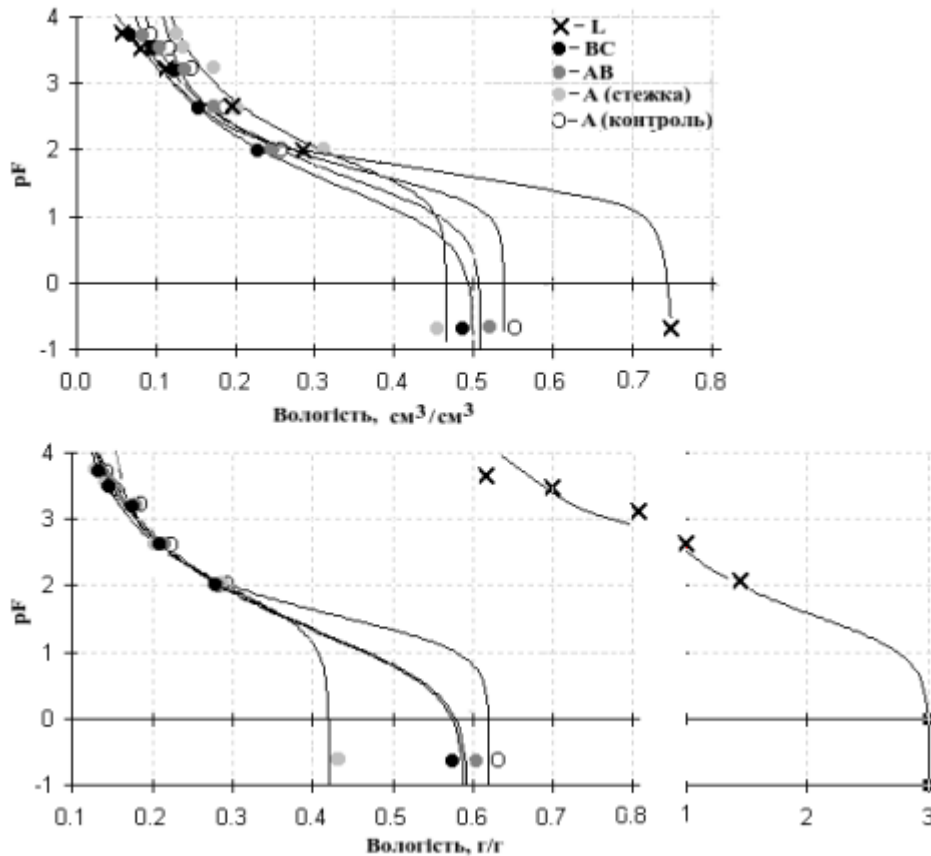 4
3
2
1
0
-1
pF
× – L
● – BC
● – AB
● – A (стежка)
○ – A (контроль)
0.0 0.1 0.2 0.3 0.4 0.5 0.6 0.7 0.8
Вологість, см³/см³
4
3
2
1
0
-1
pF
0.1 0.2 0.3 0.4 0.5 0.6 0.7 0.8 1 2 3
Вологість, г/г